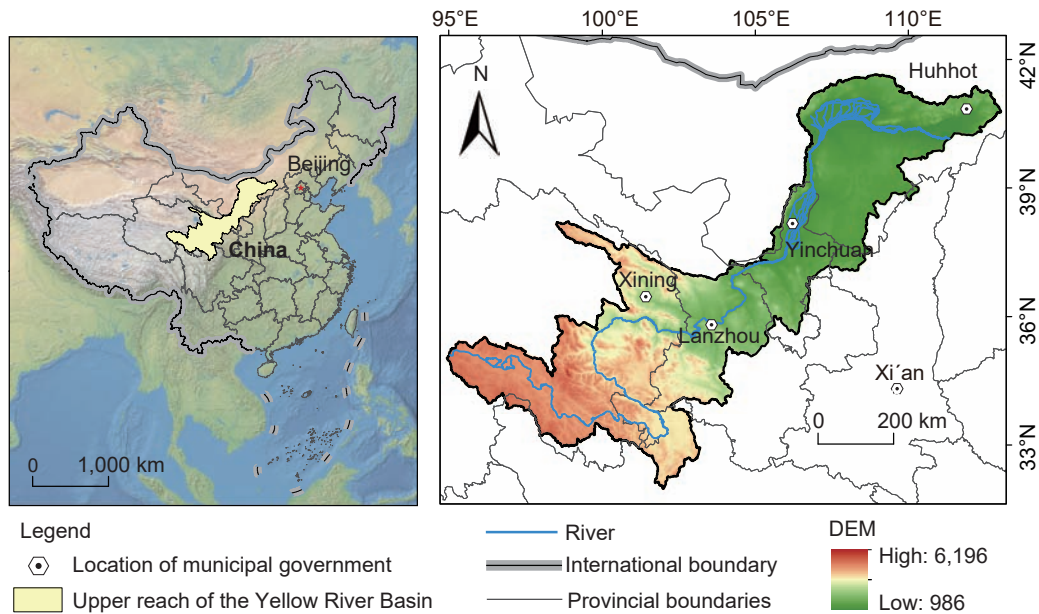 95°E 100°E 105°E 110°E
N
Huhhot
42°N
Beijing
39°N
China
Yinchuan
Xining
36°N
Lanzhou
Xi´an
0 200 km
33°N
0 1,000 km
Legend
Location of municipal government
Upper reach of the Yellow River Basin
River
International boundary
Provincial boundaries
DEM
High: 6,196
Low: 986